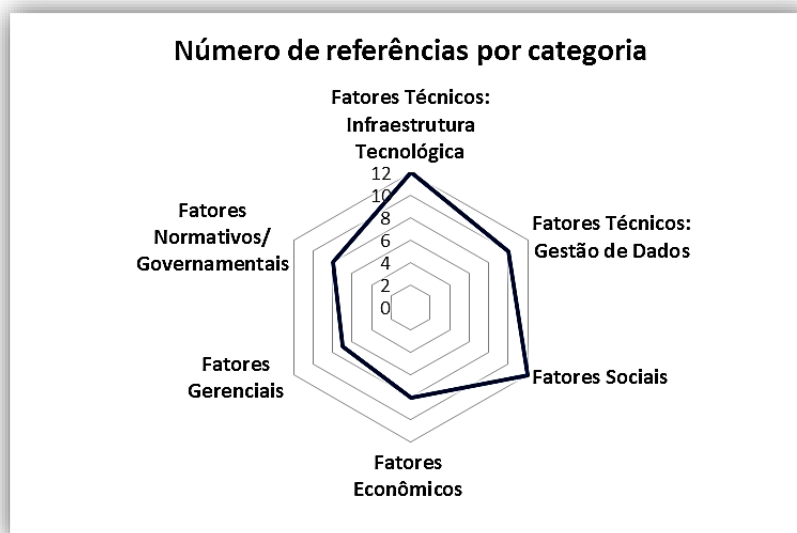 Número de referências por categoria
Fatores Técnicos:
Infraestrutura
Tecnológica
12
10
8
6
4
2
0
Fatores Técnicos:
Gestão de Dados
Fatores Sociais
Fatores
Econômicos
Fatores
Gerenciais
Fatores
Normativos/
Governamentais